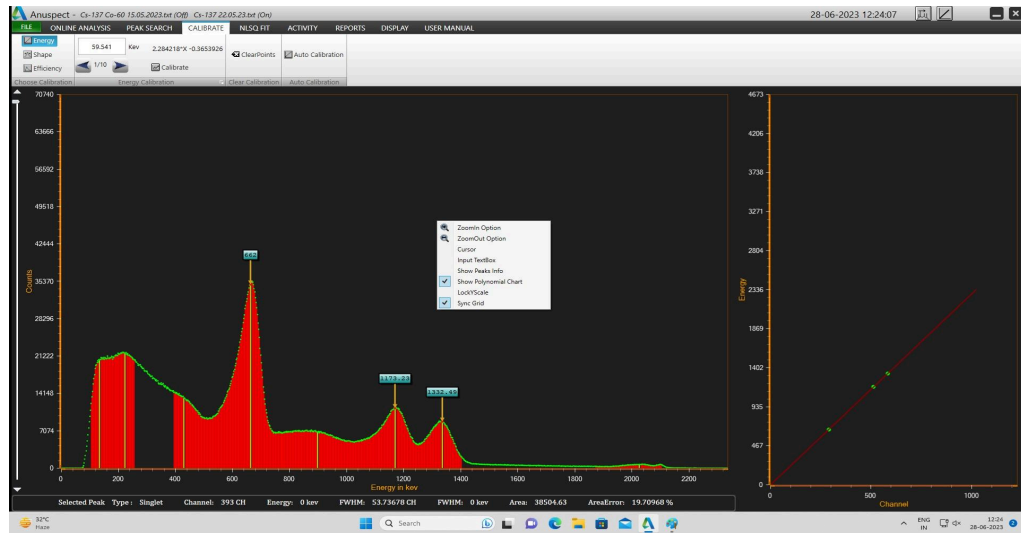 Anuspect - Cs-137 Co-60 15.05.2023.txt (Off) Cs-137 22.05.23.txt (On) 28-06-2023 12:24:07
FILE ONLINE ANALYSIS PEAK SEARCH CALIBRATE NLSQ FIT ACTIVITY REPORTS DISPLAY USER MANUAL
Energy 59.541 Kev 2.284218*X -0.3653926
Shape ClearPoints Auto Calibration
Efficiency 1/10 Calibrate
Choose Calibration Energy Calibration Clear Calibration Auto Calibration
70740
63666
56592
49518
42444
35370
28296
21222
14148
7074
0
Counts
662
1173.23
1332.49
0 200 400 600 800 1000 1200 1400 1600 1800 2000 2200
Energy in kev
ZoomIn Option
ZoomOut Option
Cursor
Input TextBox
Show Peaks Info
Show Polynomial Chart
LockYScale
Sync Grid
4673
4206
3738
3271
2804
2336
1869
1402
935
467
0
Energy
0 500 1000
Channel
Selected Peak Type : Singlet Channel: 393 CH Energy: 0 kev FWHM: 53.73678 CH FWHM: 0 kev Area: 38504.63 AreaError: 19.70968 %
32°C
Haze
Search
ENG
IN
12:24
28-06-2023
2